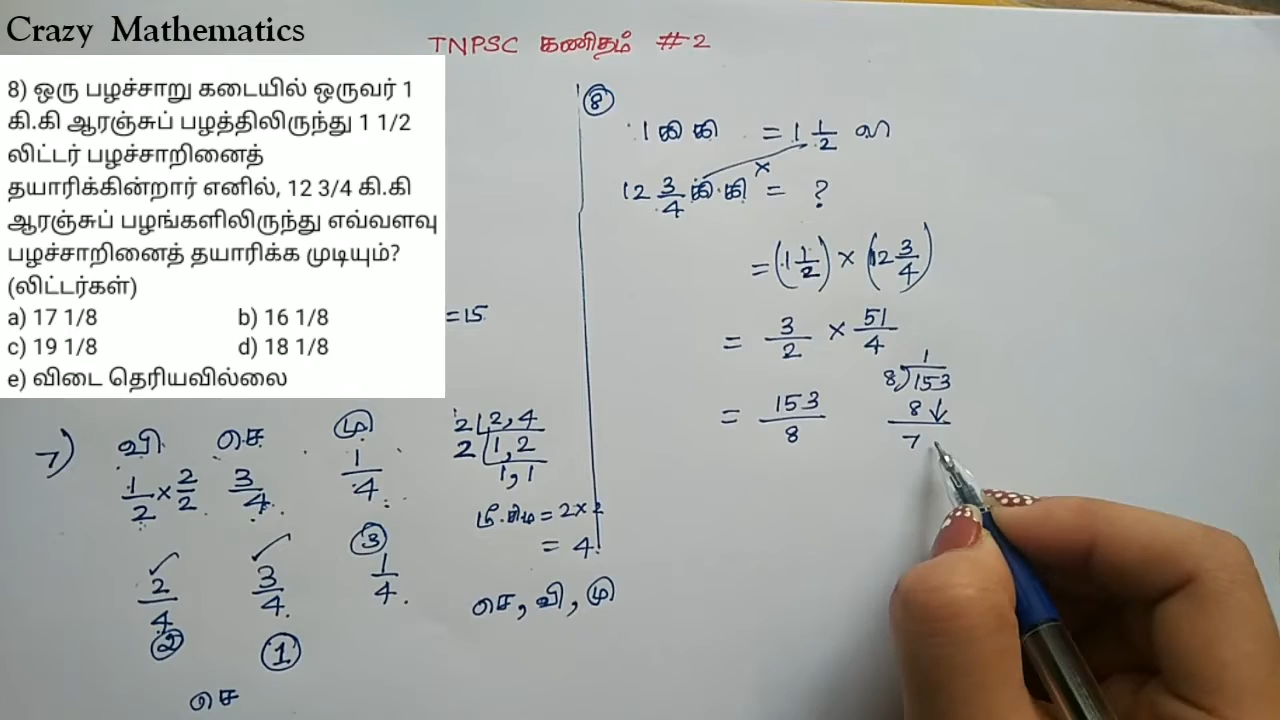 Crazy Mathematics
TNPSC கணிதம் #2
8) ஒரு பழச்சாறு கடையில் ஒருவர் 1
கி.கி ஆரஞ்சுப் பழத்திலிருந்து 1 1/2
லிட்டர் பழச்சாறினைத்
தயாரிக்கின்றார் எனில், 12 3/4 கி.கி
ஆரஞ்சுப் பழங்களிலிருந்து எவ்வளவு
பழச்சாறினைத் தயாரிக்க முடியும்?
(லிட்டர்கள்)
a) 17 1/8 b) 16 1/8
c) 19 1/8 d) 18 1/8
e) விடை தெரியவில்லை
= 15
7) வி செ மு
1/2 × 2/2 3/4 1/4
2/4 3/4 1/4
② ① ③
செ
2 | 2, 4
2 | 1, 2
1, 1
மீ.சிம = 2 × 2
= 4
செ, வி, மு
⑧
1 கி கி = 1 1/2 லி
12 3/4 கி.கி = ?
×
= (1 1/2) × (12 3/4)
= 3/2 × 51/4
= 153/8
1
8) 153
8 ↓
7